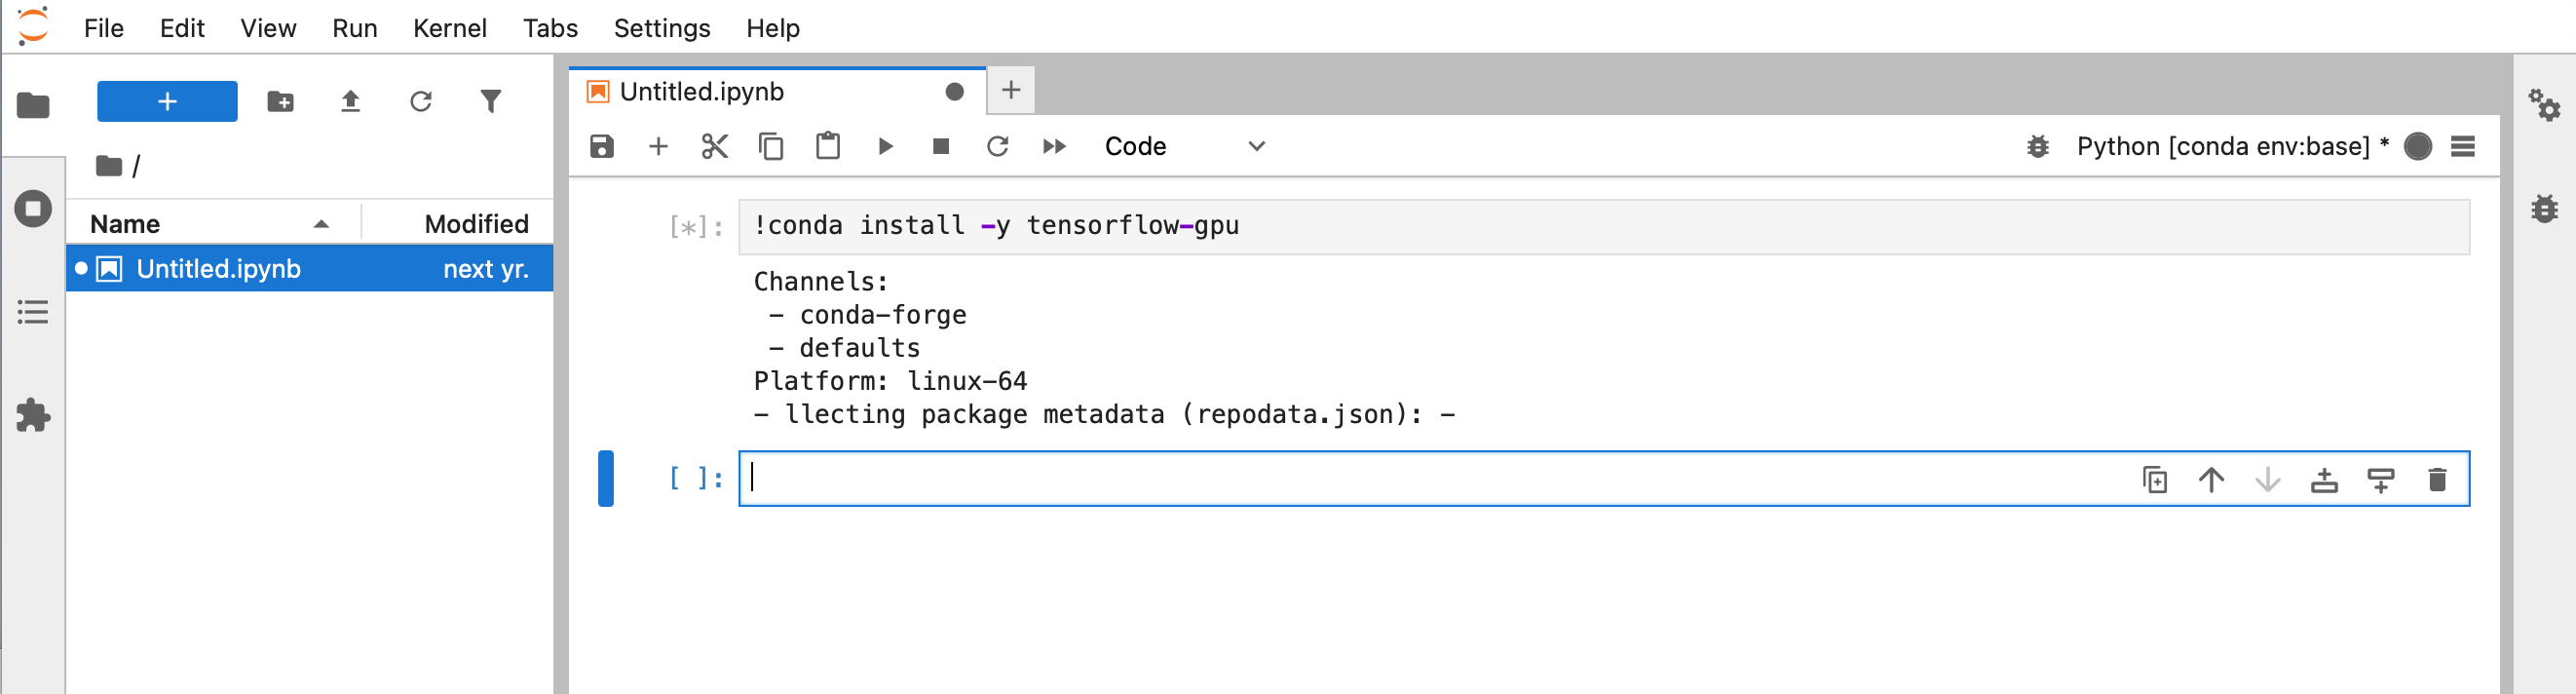 File Edit View Run Kernel Tabs Settings Help
+
/
Name Modified
Untitled.ipynb next yr.
Untitled.ipynb
Code
Python [conda env:base] *
[*]: !conda install -y tensorflow-gpu
Channels:
- conda-forge
- defaults
Platform: linux-64
- llecting package metadata (repodata.json): -
[ ]: